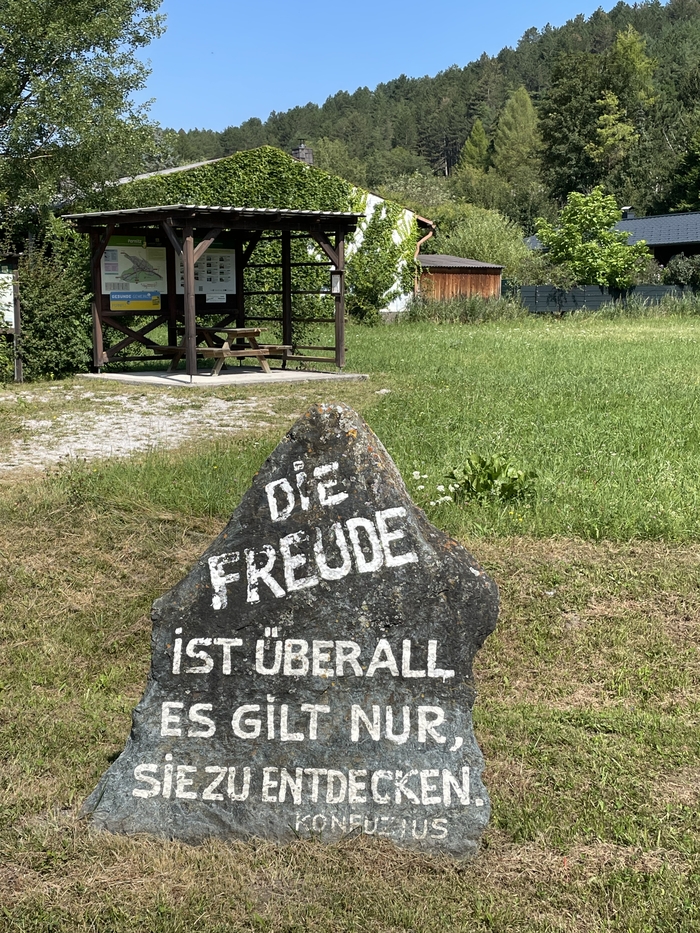 DiE
FREUDE
iST ÜBERALL
ES GiLT NUR,
SiE ZU ENTDECKEN.
KONFUZIUS